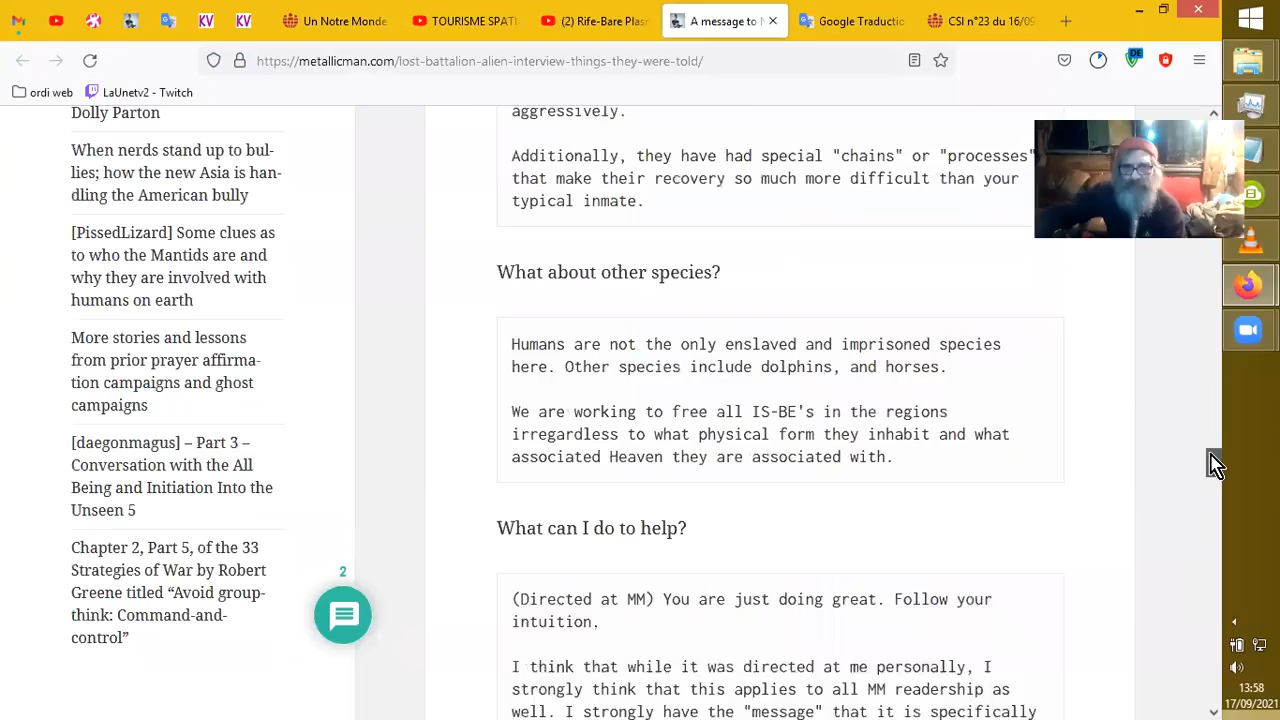 Un Notre Monde
TOURISME SPATI
(2) Rife-Bare Plasm
A message to M
Google Traductic
CSI n°23 du 16/09
https://metallicman.com/lost-battalion-alien-interview-things-they-were-told/
ordi web
LaUnetv2 - Twitch
Dolly Parton
When nerds stand up to bul-
lies; how the new Asia is han-
dling the American bully
[PissedLizard] Some clues as
to who the Mantids are and
why they are involved with
humans on earth
More stories and lessons
from prior prayer affirma-
tion campaigns and ghost
campaigns
[daegonmagus] – Part 3 –
Conversation with the All
Being and Initiation Into the
Unseen 5
Chapter 2, Part 5, of the 33
Strategies of War by Robert
Greene titled “Avoid group-
think: Command-and-
control”
2
aggressively.
Additionally, they have had special "chains" or "processes"
that make their recovery so much more difficult than your
typical inmate.
What about other species?
Humans are not the only enslaved and imprisoned species
here. Other species include dolphins, and horses.
We are working to free all IS-BE's in the regions
irregardless to what physical form they inhabit and what
associated Heaven they are associated with.
What can I do to help?
(Directed at MM) You are just doing great. Follow your
intuition.
I think that while it was directed at me personally, I
strongly think that this applies to all MM readership as
well. I strongly have the "message" that it is specifically
KV
KV
DE
13:58
17/09/2021